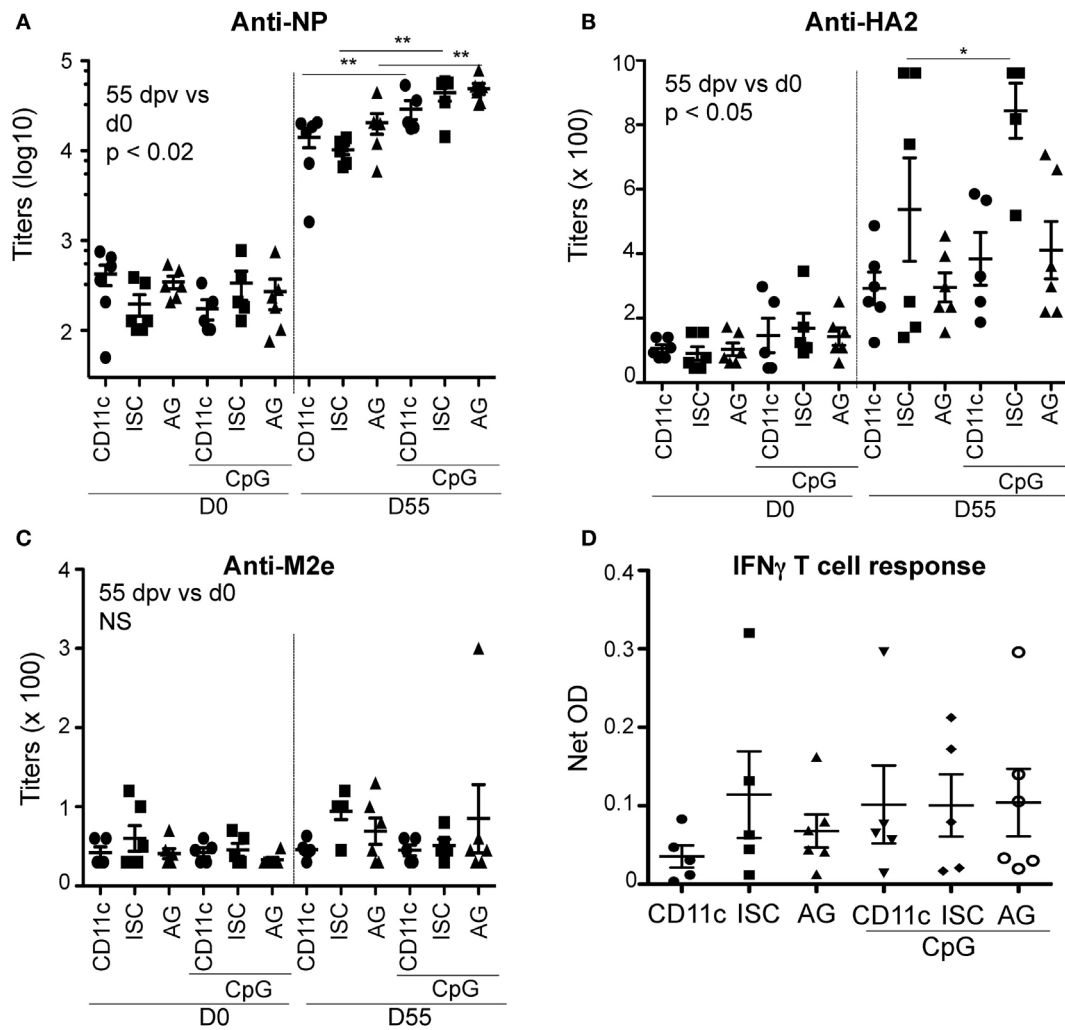 A
Anti-NP
**
**
**
55 dpv vs
d0
p < 0.02
Titers (log10)
5
4
3
2
CD11c
ISC
AG
CD11c
ISC
AG
CD11c
ISC
AG
CD11c
ISC
AG
CpG
CpG
D0
D55
B
Anti-HA2
*
55 dpv vs d0
p < 0.05
Titers (x 100)
10
8
6
4
2
0
CD11c
ISC
AG
CD11c
ISC
AG
CD11c
ISC
AG
CD11c
ISC
AG
CpG
CpG
D0
D55
C
Anti-M2e
55 dpv vs d0
NS
Titers (x 100)
4
3
2
1
0
CD11c
ISC
AG
CD11c
ISC
AG
CD11c
ISC
AG
CD11c
ISC
AG
CpG
CpG
D0
D55
D
IFNγ T cell response
Net OD
0.4
0.3
0.2
0.1
0
CD11c ISC AG CD11c ISC AG
CpG